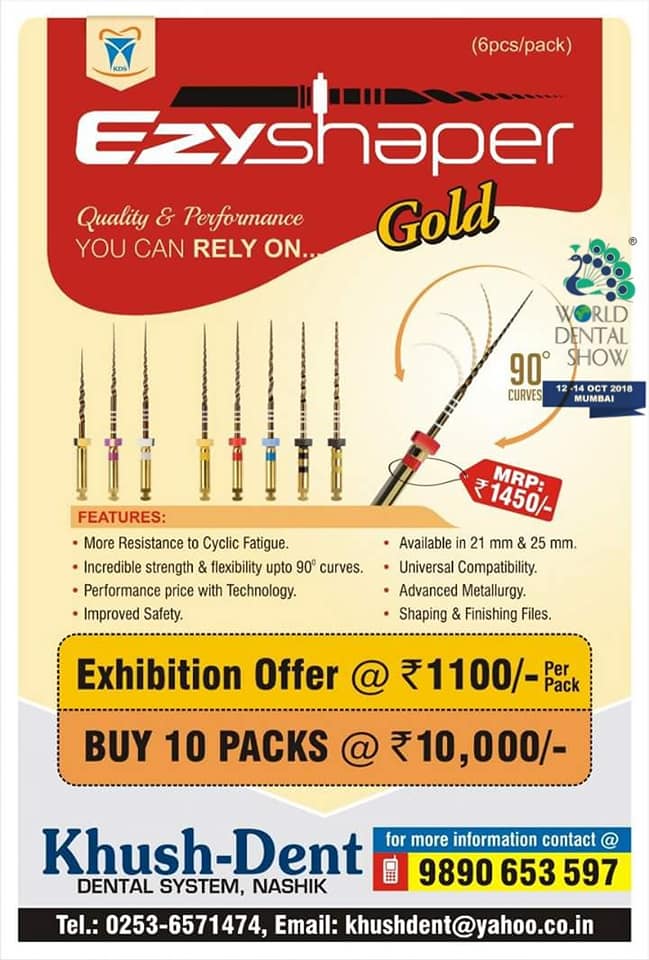 KDS
(6pcs/pack)
Ezyshaper
Gold
Quality & Performance
YOU CAN RELY ON...
®
WORLD
DENTAL
SHOW
12-14 OCT 2018
MUMBAI
90°
CURVES
MRP:
₹1450/-
FEATURES:
• More Resistance to Cyclic Fatigue.
• Incredible strength & flexibility upto 90⁰ curves.
• Performance price with Technology.
• Improved Safety.
• Available in 21 mm & 25 mm.
• Universal Compatibility.
• Advanced Metallurgy.
• Shaping & Finishing Files.
Exhibition Offer @ ₹1100/- Per Pack
BUY 10 PACKS @ ₹10,000/-
Khush-Dent
DENTAL SYSTEM, NASHIK
for more information contact @
9890 653 597
Tel.: 0253-6571474, Email: khushdent@yahoo.co.in